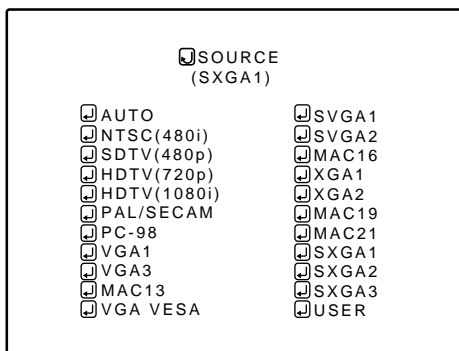 SOURCE
(SXGA1)
AUTO
NTSC(480i)
SDTV(480p)
HDTV(720p)
HDTV(1080i)
PAL/SECAM
PC-98
VGA1
VGA3
MAC13
VGA VESA
SVGA1
SVGA2
MAC16
XGA1
XGA2
MAC19
MAC21
SXGA1
SXGA2
SXGA3
USER